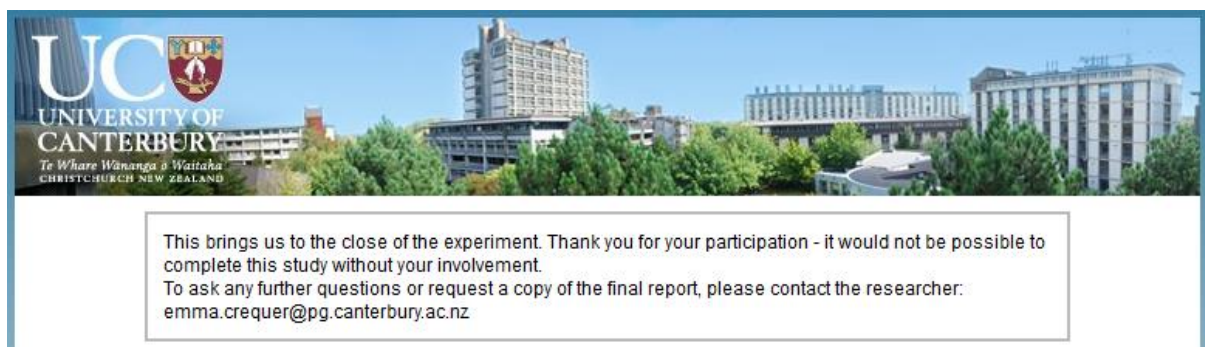 UC
UNIVERSITY OF
CANTERBURY
Te Whare Wānanga o Waitaha
CHRISTCHURCH NEW ZEALAND
This brings us to the close of the experiment. Thank you for your participation - it would not be possible to
complete this study without your involvement.
To ask any further questions or request a copy of the final report, please contact the researcher:
emma.crequer@pg.canterbury.ac.nz